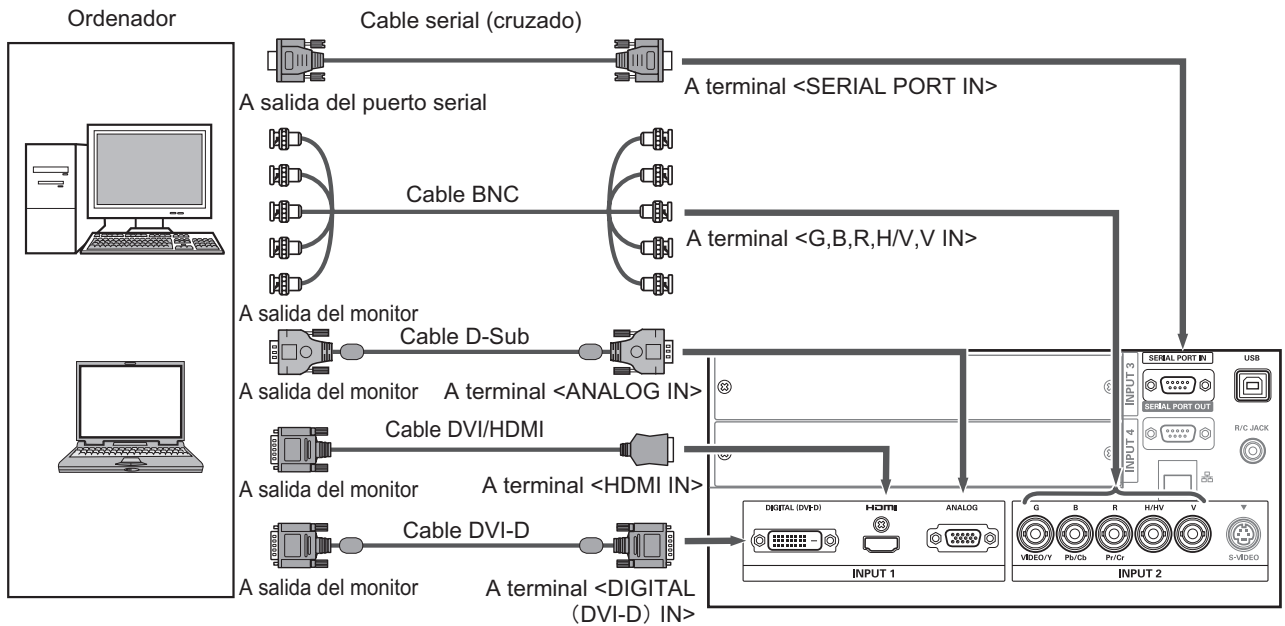 Ordenador
Cable serial (cruzado)
A salida del puerto serial
A terminal <SERIAL PORT IN>
Cable BNC
A terminal <G,B,R,H/V,V IN>
A salida del monitor
Cable D-Sub
A salida del monitor
A terminal <ANALOG IN>
Cable DVI/HDMI
A salida del monitor
A terminal <HDMI IN>
Cable DVI-D
A salida del monitor
A terminal <DIGITAL
(DVI-D) IN>
INPUT 3
SERIAL PORT IN
USB
SERIAL PORT OUT
INPUT 4
R/C JACK
DIGITAL (DVI-D)
HDMI
ANALOG
INPUT 1
G
B
R
H/HV
V
VIDEO/Y
Pb/Cb
Pr/Cr
S-VIDEO
INPUT 2